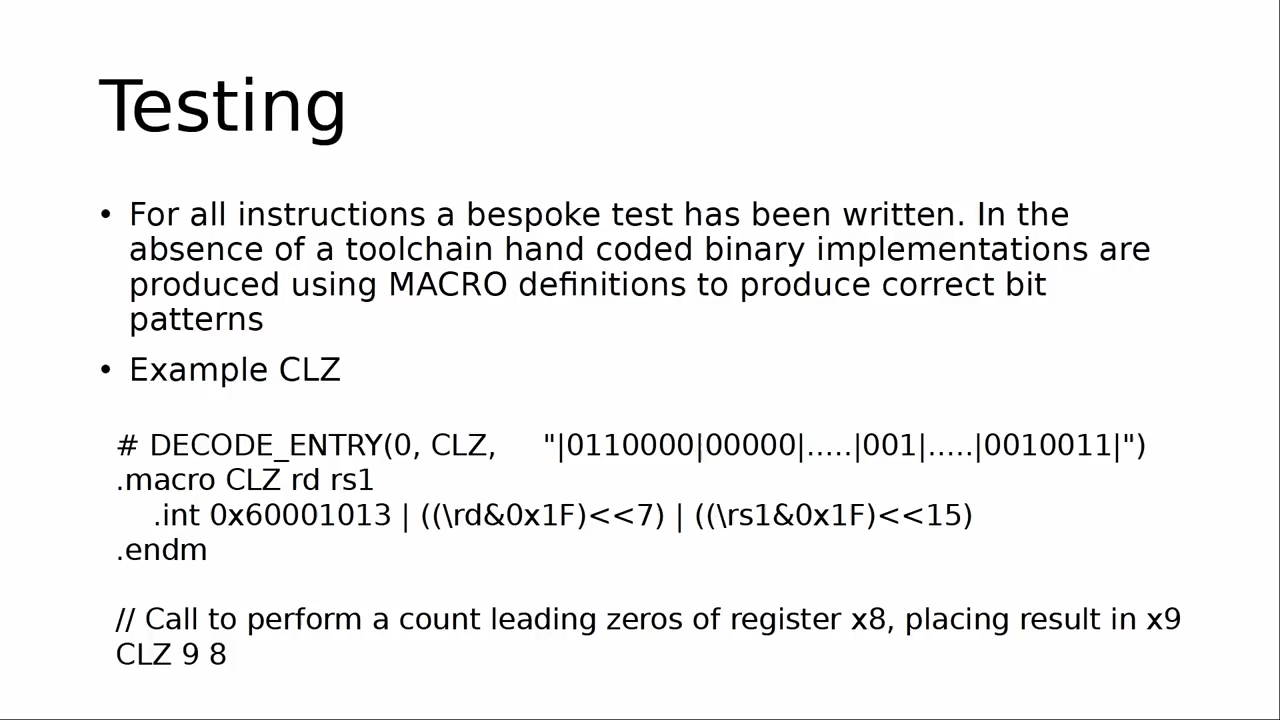 Testing
• For all instructions a bespoke test has been written. In the
absence of a toolchain hand coded binary implementations are
produced using MACRO definitions to produce correct bit
patterns
• Example CLZ
# DECODE_ENTRY(0, CLZ, "|0110000|00000|.....|001|.....|0010011|")
.macro CLZ rd rs1
.int 0x60001013 | ((\rd&0x1F)<<7) | ((\rs1&0x1F)<<15)
.endm
// Call to perform a count leading zeros of register x8, placing result in x9
CLZ 9 8